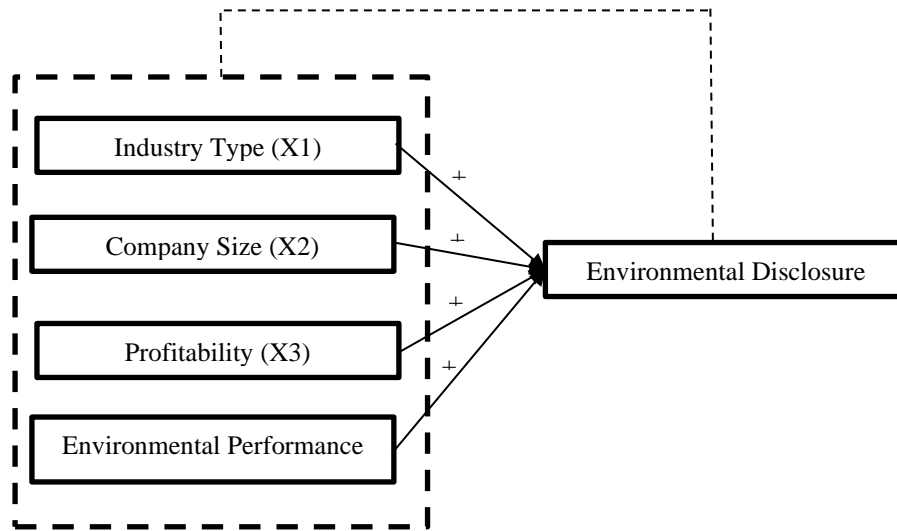 Industry Type (X1)
+
Company Size (X2)
+
Environmental Disclosure
+
Profitability (X3)
+
Environmental Performance